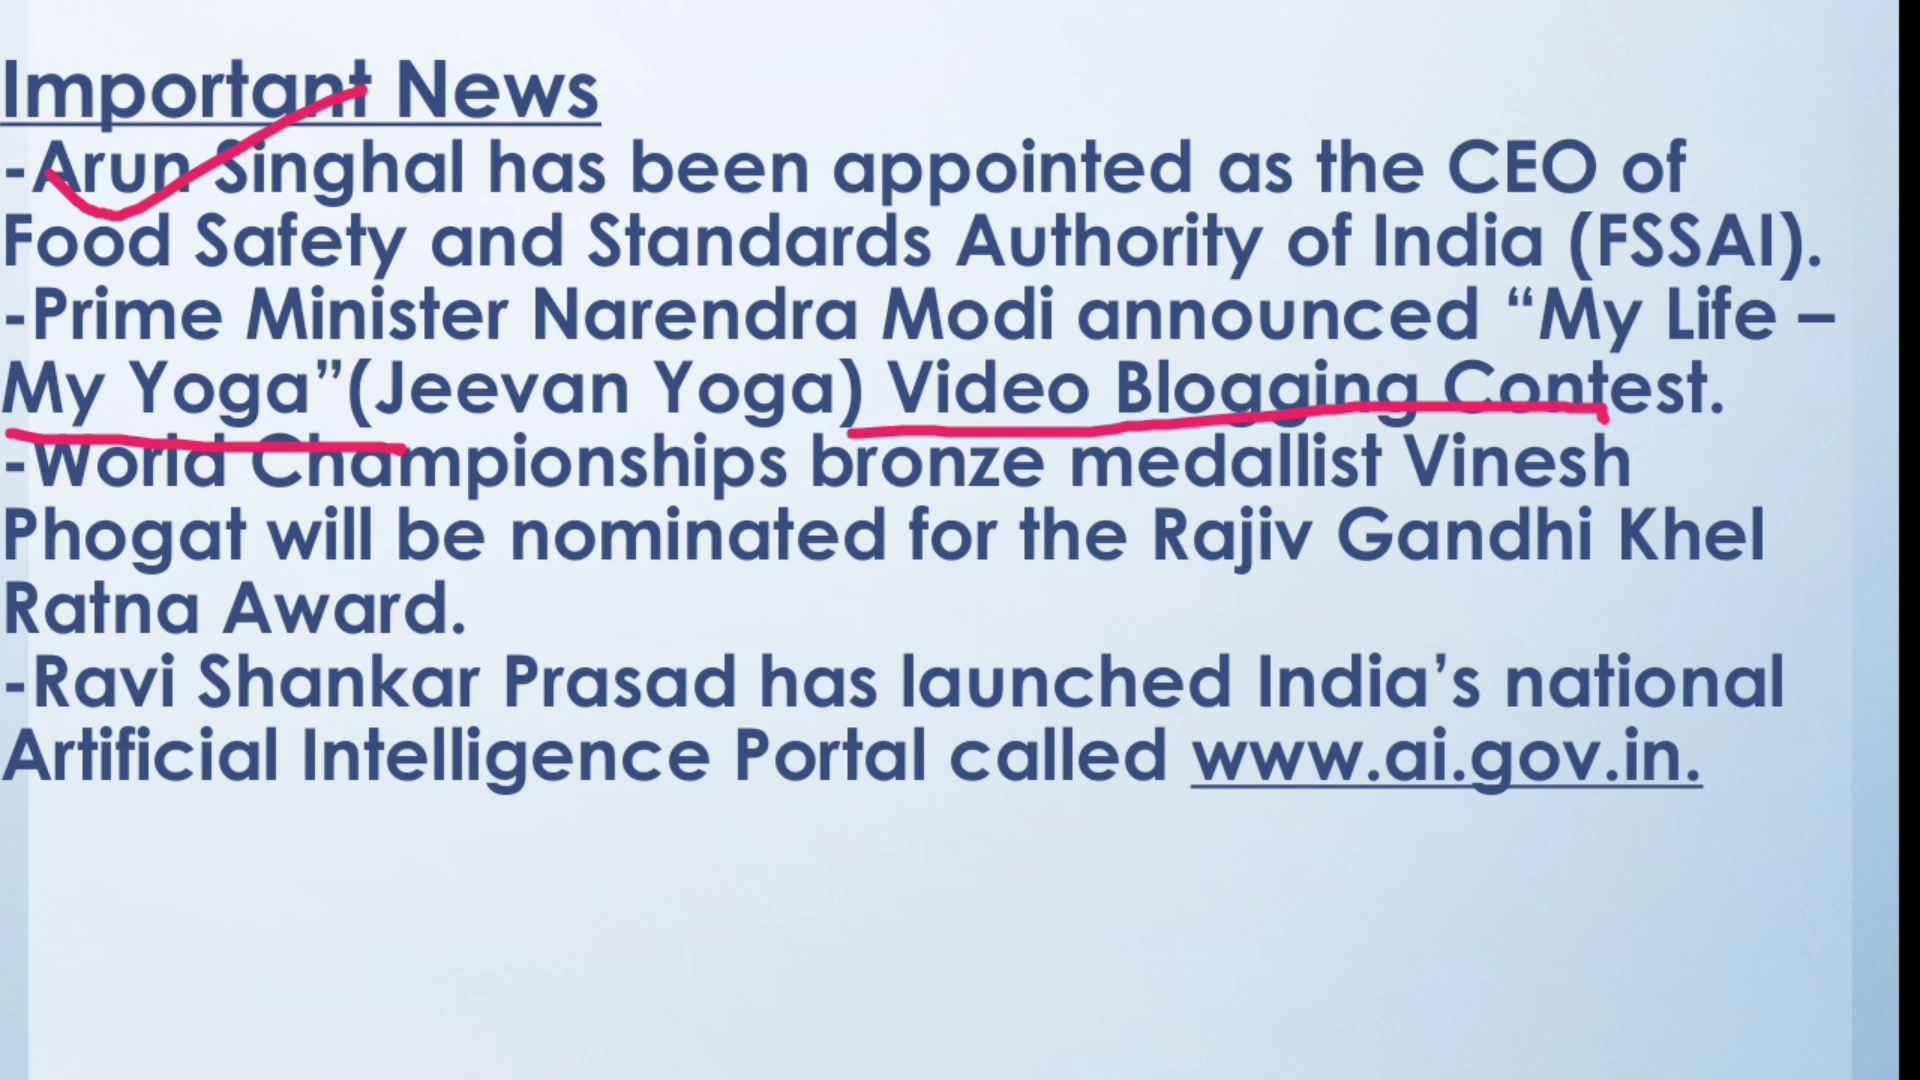 Important News
-Arun Singhal has been appointed as the CEO of
Food Safety and Standards Authority of India (FSSAI).
-Prime Minister Narendra Modi announced “My Life –
My Yoga”(Jeevan Yoga) Video Blogging Contest.
-World Championships bronze medallist Vinesh
Phogat will be nominated for the Rajiv Gandhi Khel
Ratna Award.
-Ravi Shankar Prasad has launched India’s national
Artificial Intelligence Portal called www.ai.gov.in.